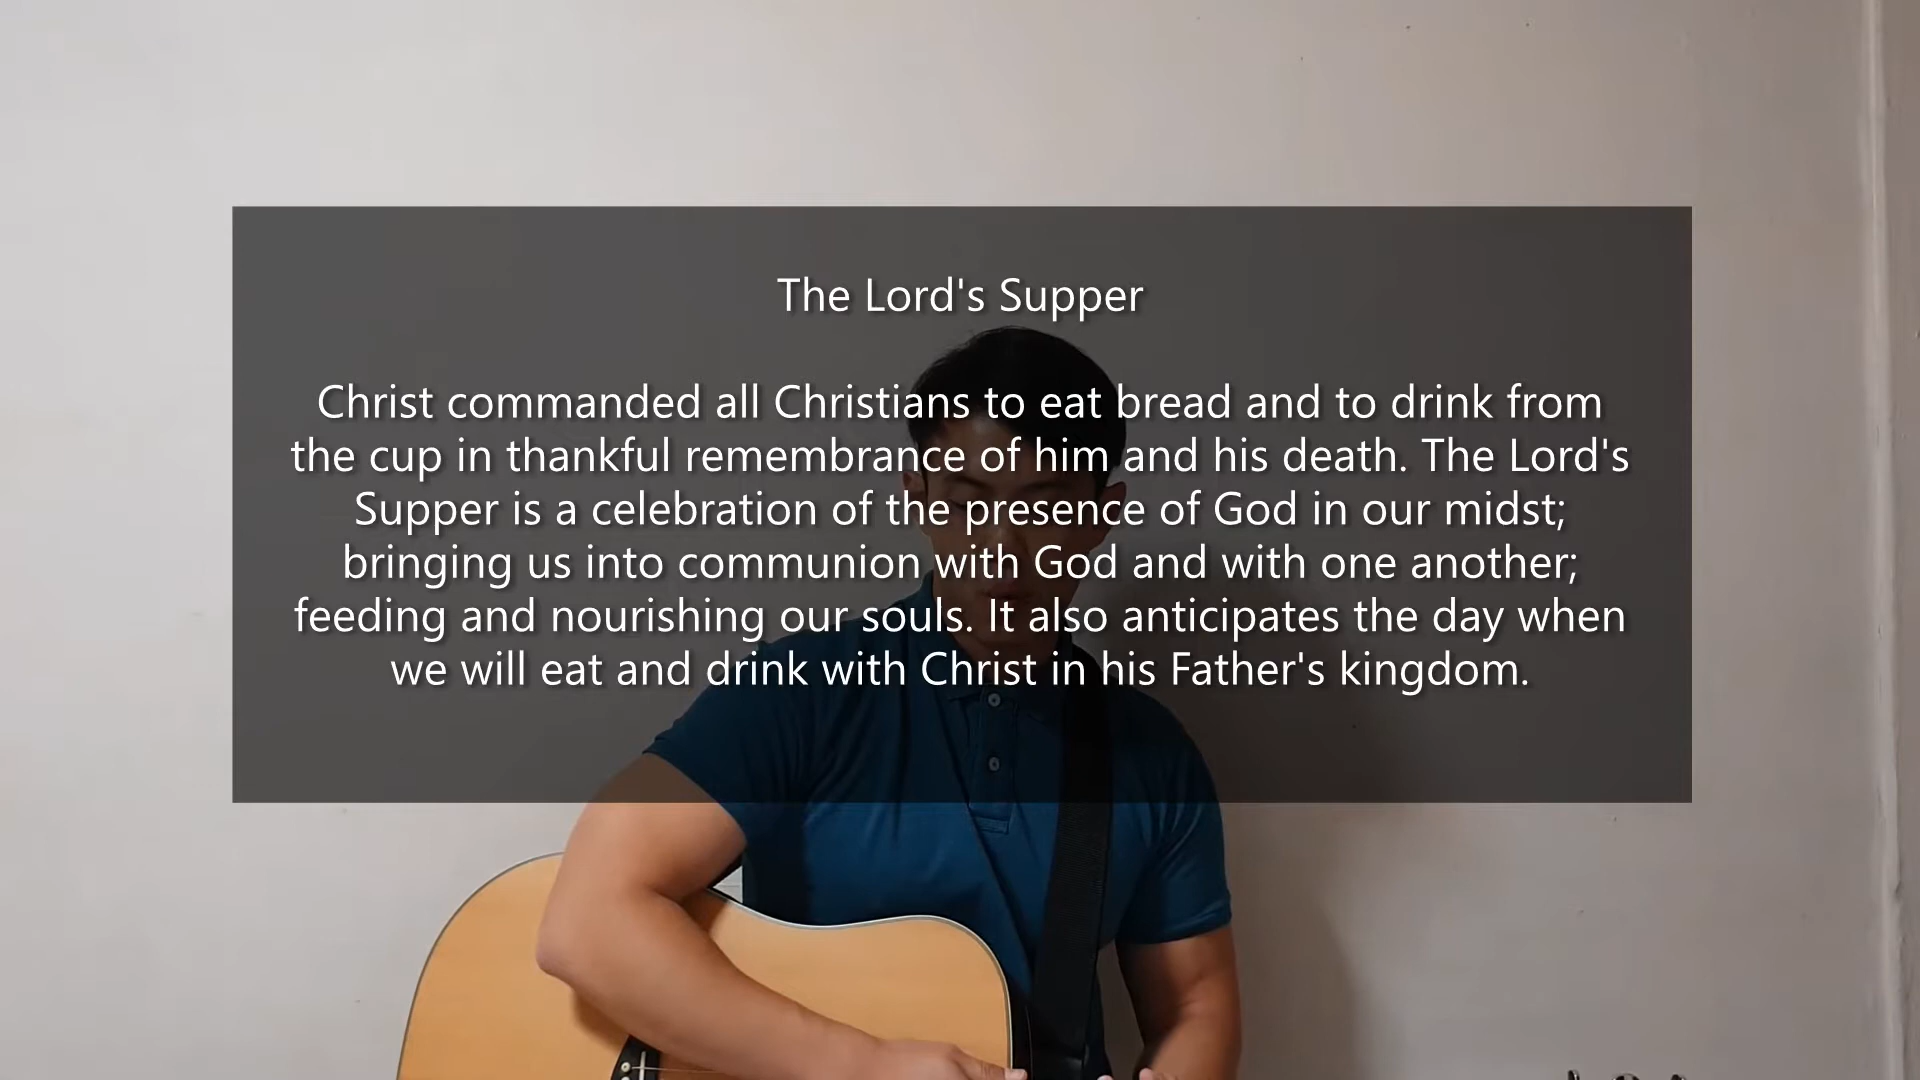 The Lord's Supper
Christ commanded all Christians to eat bread and to drink from
the cup in thankful remembrance of him and his death. The Lord's
Supper is a celebration of the presence of God in our midst;
bringing us into communion with God and with one another;
feeding and nourishing our souls. It also anticipates the day when
we will eat and drink with Christ in his Father's kingdom.